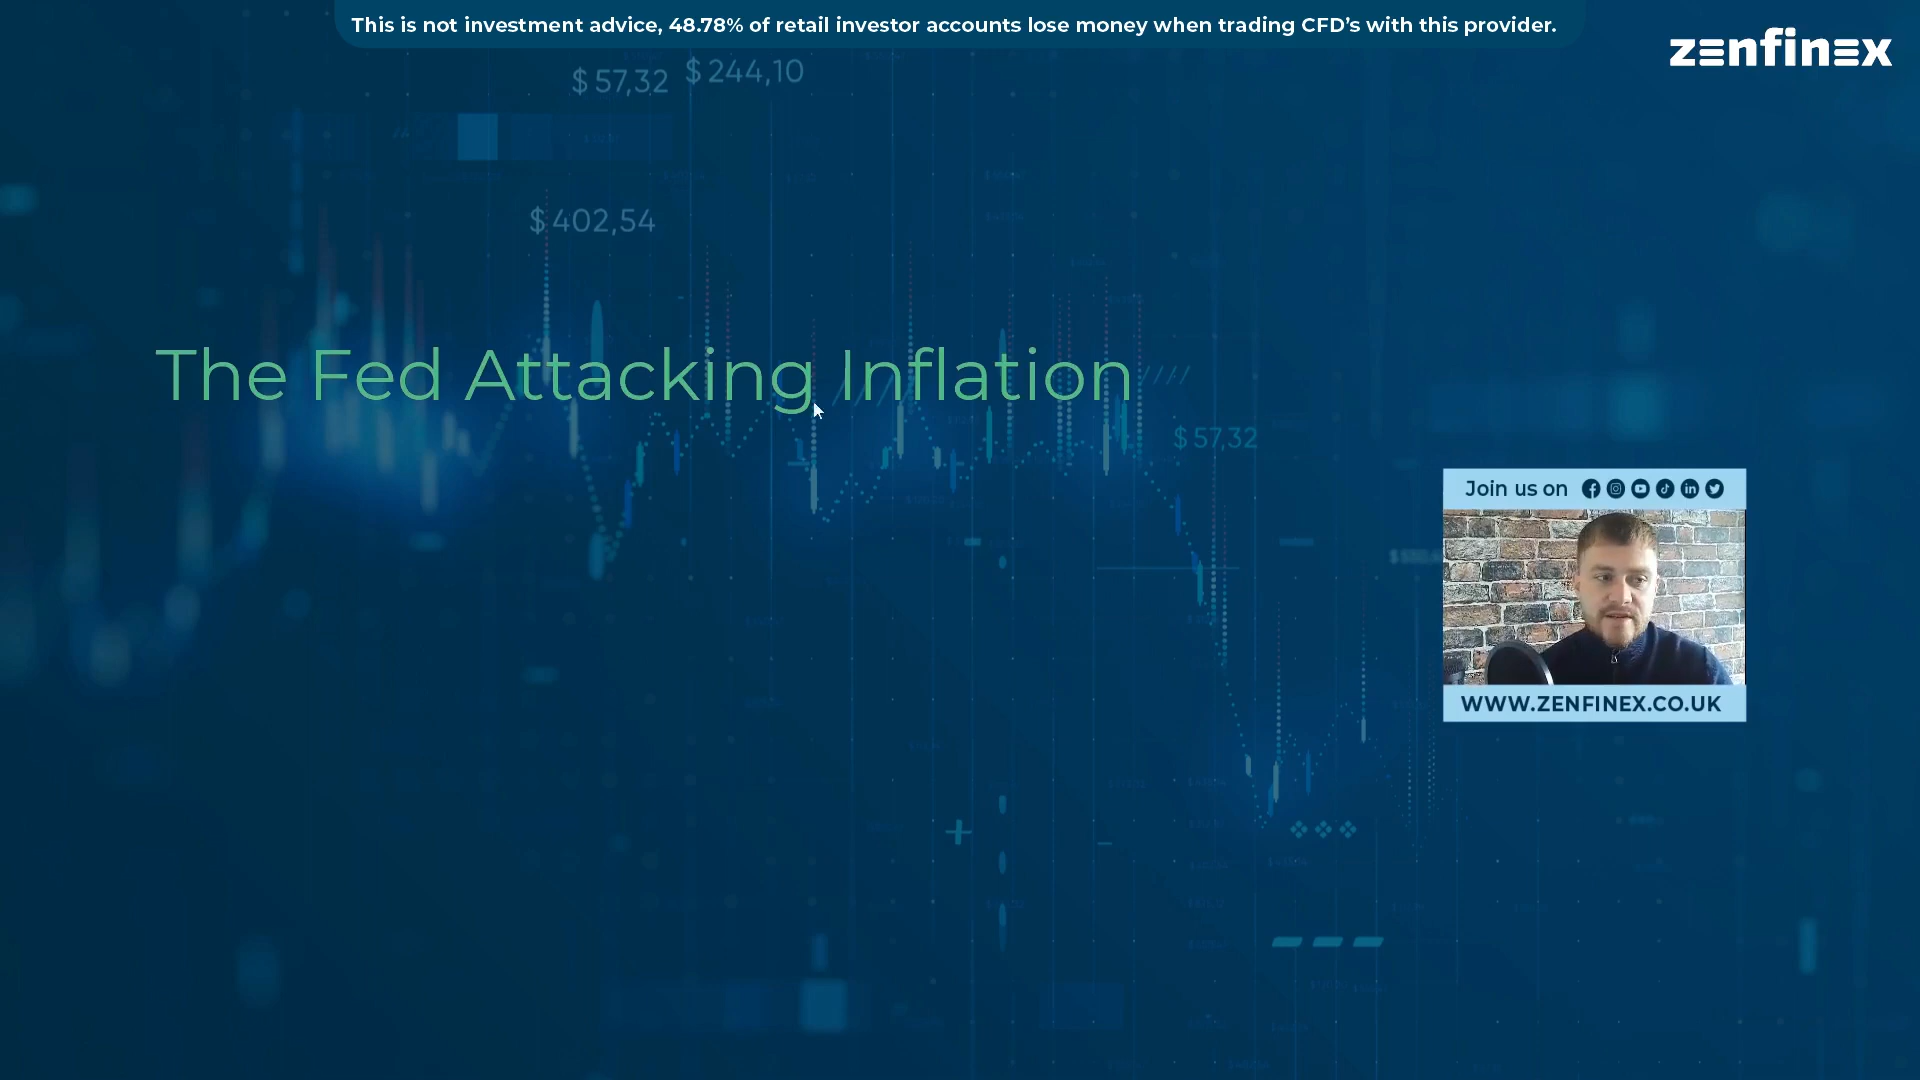 This is not investment advice, 48.78% of retail investor accounts lose money when trading CFD’s with this provider.
zenfinex
$57,32
$244,10
$402,54
The Fed Attacking Inflation
$57,32
Join us on
WWW.ZENFINEX.CO.UK